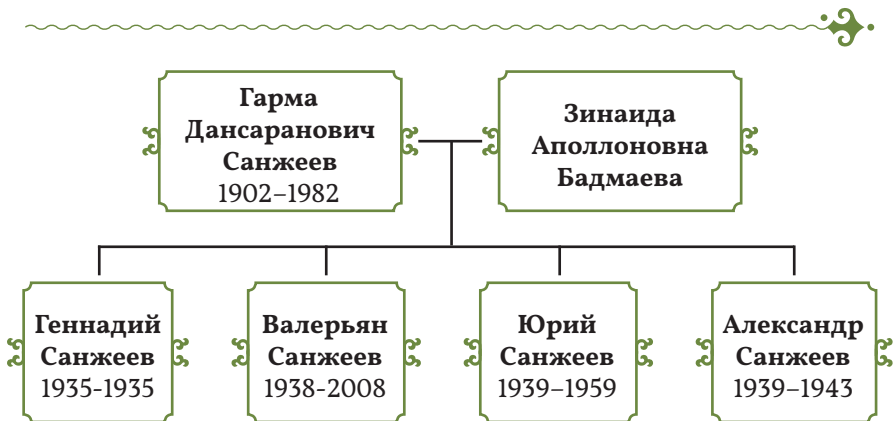 Гарма
Дансаранович
Санжеев
1902–1982
Зинаида
Аполлоновна
Бадмаева
Геннадий
Санжеев
1935-1935
Валерьян
Санжеев
1938-2008
Юрий
Санжеев
1939–1959
Александр
Санжеев
1939–1943